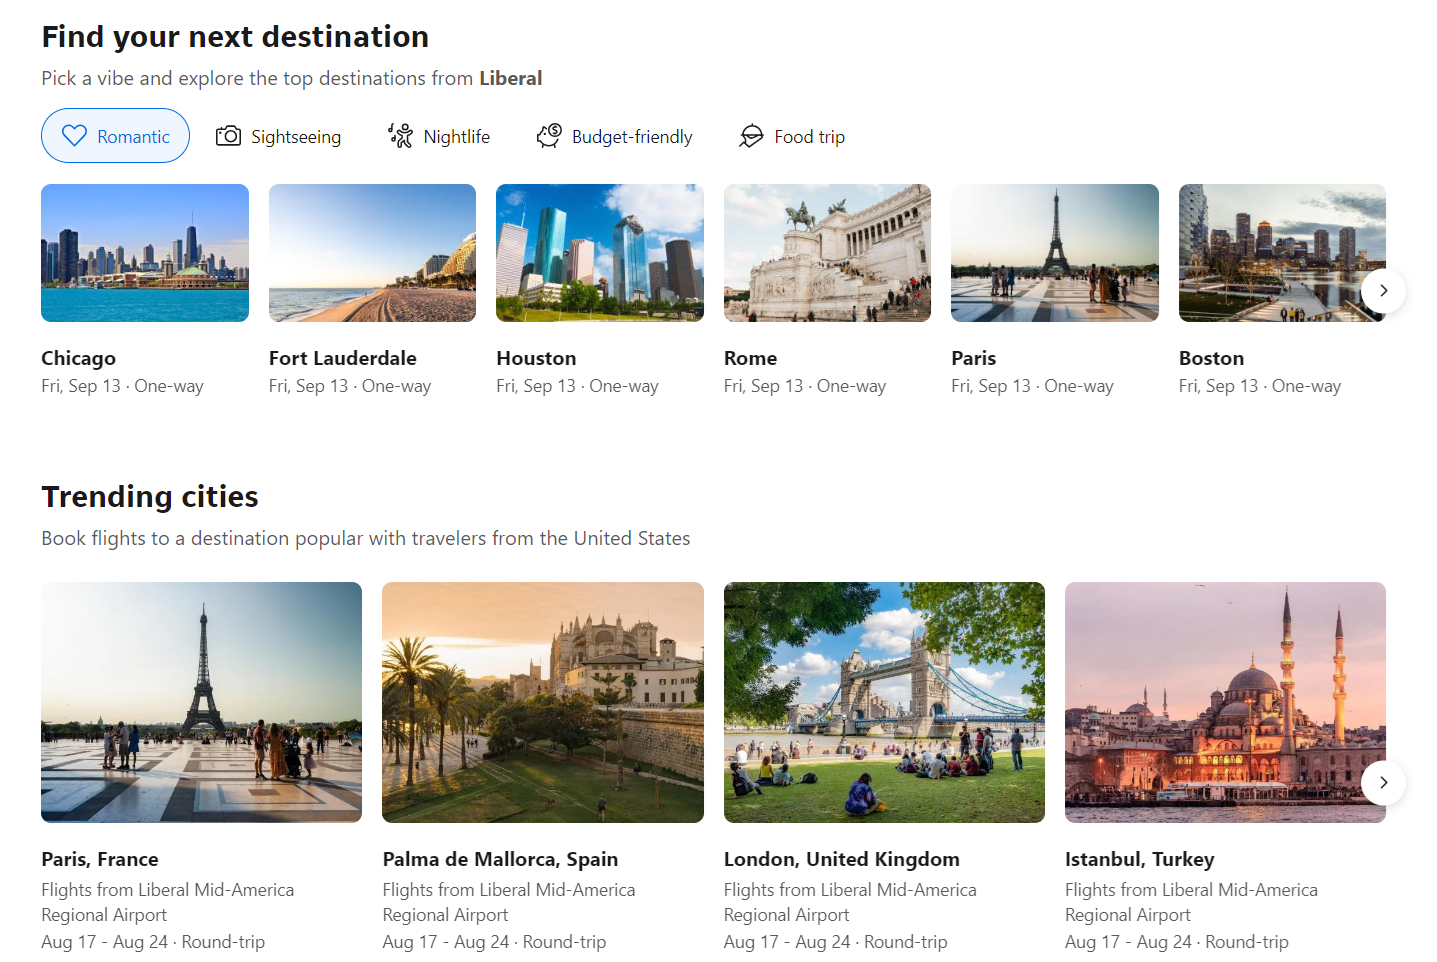 Find your next destination
Pick a vibe and explore the top destinations from Liberal
Romantic
Sightseeing
Nightlife
Budget-friendly
Food trip
Chicago
Fri, Sep 13 · One-way
Fort Lauderdale
Fri, Sep 13 · One-way
Houston
Fri, Sep 13 · One-way
Rome
Fri, Sep 13 · One-way
Paris
Fri, Sep 13 · One-way
Boston
Fri, Sep 13 · One-way
Trending cities
Book flights to a destination popular with travelers from the United States
Paris, France
Flights from Liberal Mid-America
Regional Airport
Aug 17 - Aug 24 · Round-trip
Palma de Mallorca, Spain
Flights from Liberal Mid-America
Regional Airport
Aug 17 - Aug 24 · Round-trip
London, United Kingdom
Flights from Liberal Mid-America
Regional Airport
Aug 17 - Aug 24 · Round-trip
Istanbul, Turkey
Flights from Liberal Mid-America
Regional Airport
Aug 17 - Aug 24 · Round-trip